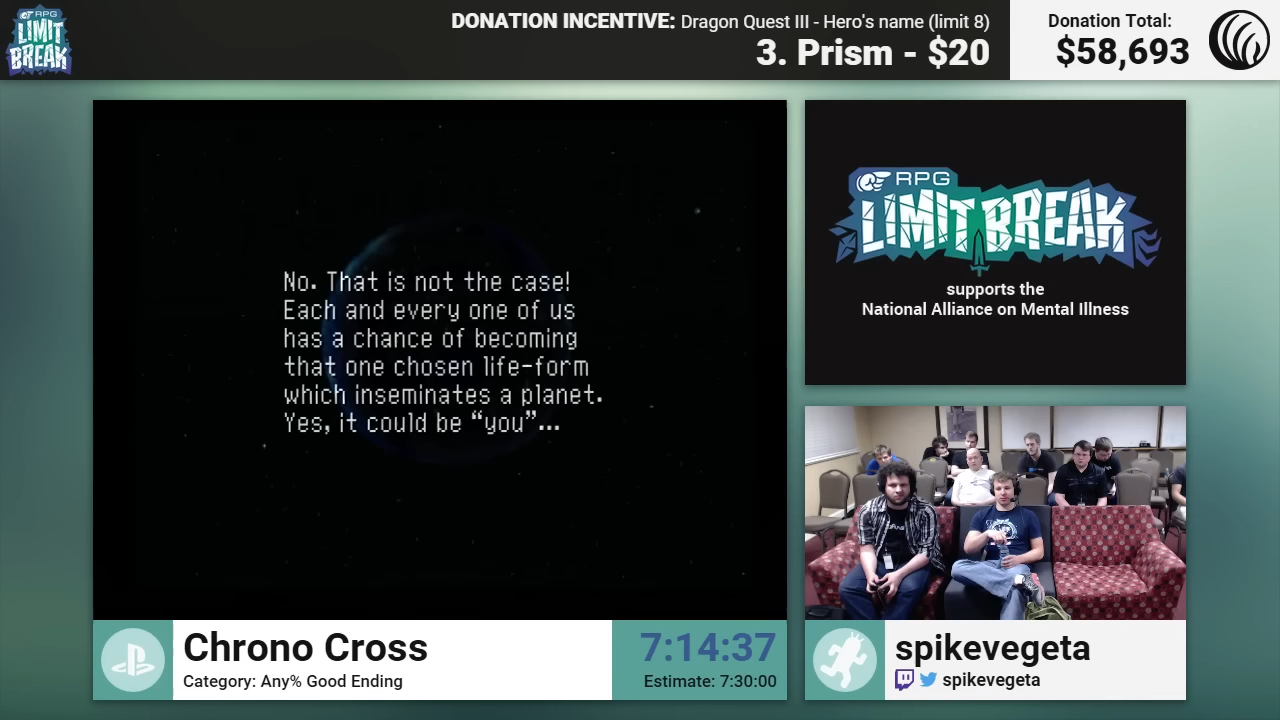 RPG
LIMIT
BREAK
DONATION INCENTIVE: Dragon Quest III - Hero's name (limit 8)
3. Prism - $20
Donation Total:
$58,693
No. That is not the case!
Each and every one of us
has a chance of becoming
that one chosen life-form
which inseminates a planet.
Yes, it could be “you”...
RPG
LIMIT BREAK
supports the
National Alliance on Mental Illness
Chrono Cross
Category: Any% Good Ending
7:14:37
Estimate: 7:30:00
spikevegeta
spikevegeta